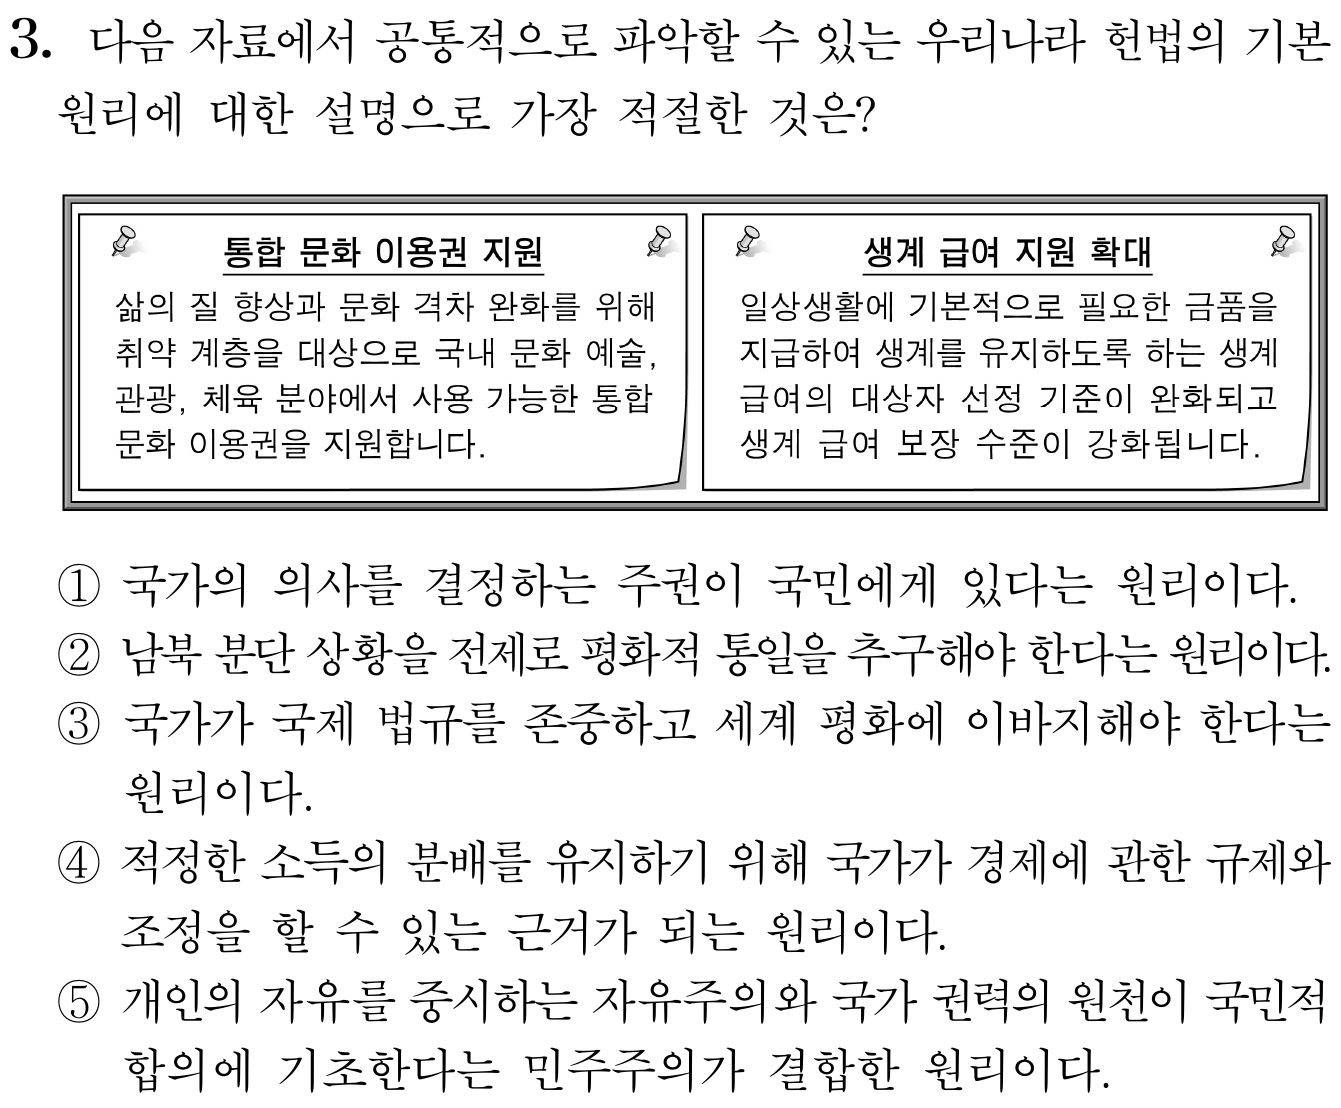 3. 다음 자료에서 공통적으로 파악할 수 있는 우리나라 헌법의 기본
원리에 대한 설명으로 가장 적절한 것은?
통합 문화 이용권 지원
삶의 질 향상과 문화 격차 완화를 위해
취약 계층을 대상으로 국내 문화 예술,
관광, 체육 분야에서 사용 가능한 통합
문화 이용권을 지원합니다.
생계 급여 지원 확대
일상생활에 기본적으로 필요한 금품을
지급하여 생계를 유지하도록 하는 생계
급여의 대상자 선정 기준이 완화되고
생계 급여 보장 수준이 강화됩니다.
① 국가의 의사를 결정하는 주권이 국민에게 있다는 원리이다.
② 남북 분단 상황을 전제로 평화적 통일을 추구해야 한다는 원리이다.
③ 국가가 국제 법규를 존중하고 세계 평화에 이바지해야 한다는
원리이다.
④ 적정한 소득의 분배를 유지하기 위해 국가가 경제에 관한 규제와
조정을 할 수 있는 근거가 되는 원리이다.
⑤ 개인의 자유를 중시하는 자유주의와 국가 권력의 원천이 국민적
합의에 기초한다는 민주주의가 결합한 원리이다.